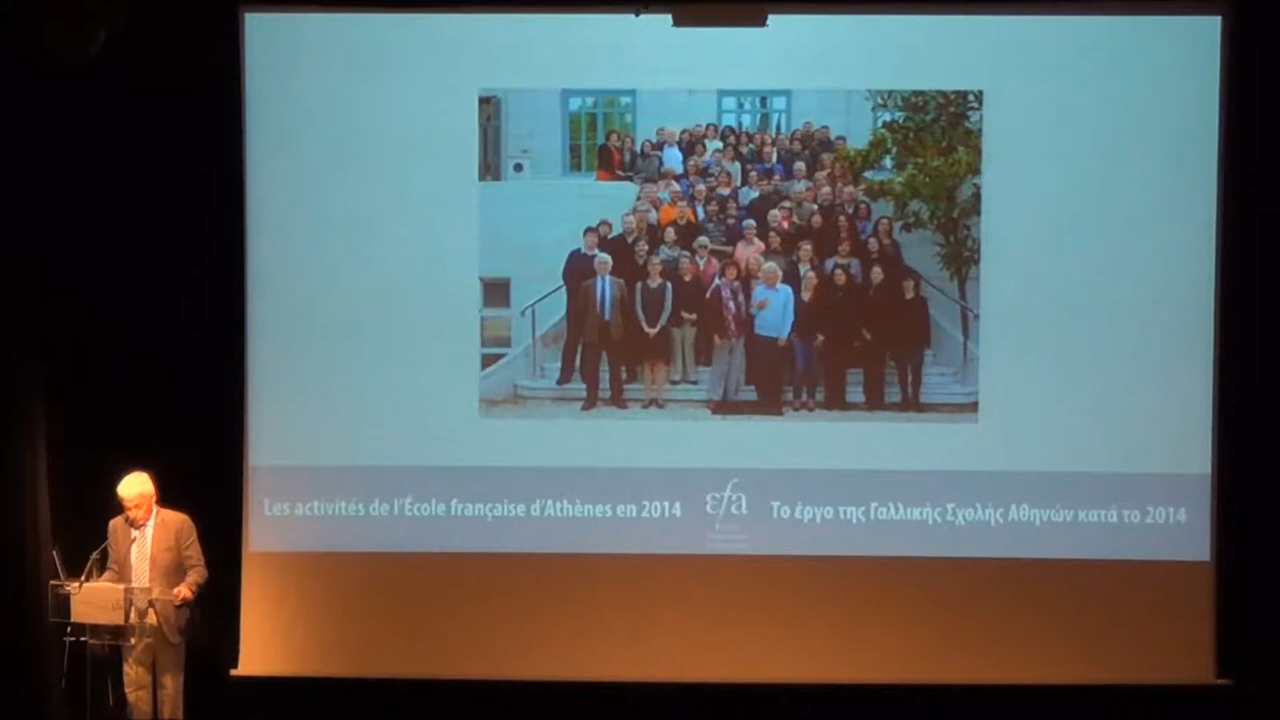 Les activités de l'École française d'Athènes en 2014
εfa
Το έργο της Γαλλικής Σχολής Αθηνών κατά το 2014